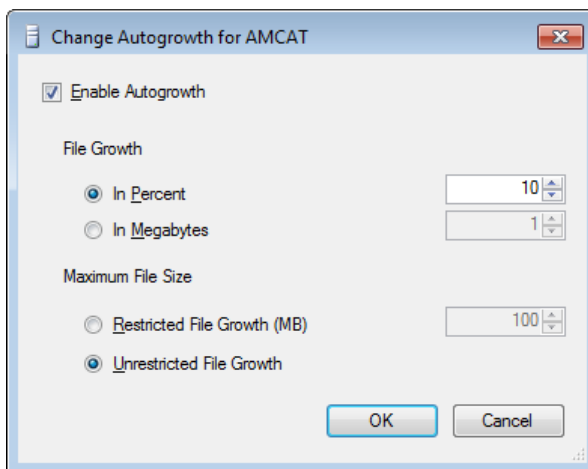 Change Autogrowth for AMCAT
Enable Autogrowth
File Growth
In Percent 10
In Megabytes 1
Maximum File Size
Restricted File Growth (MB) 100
Unrestricted File Growth
OK Cancel